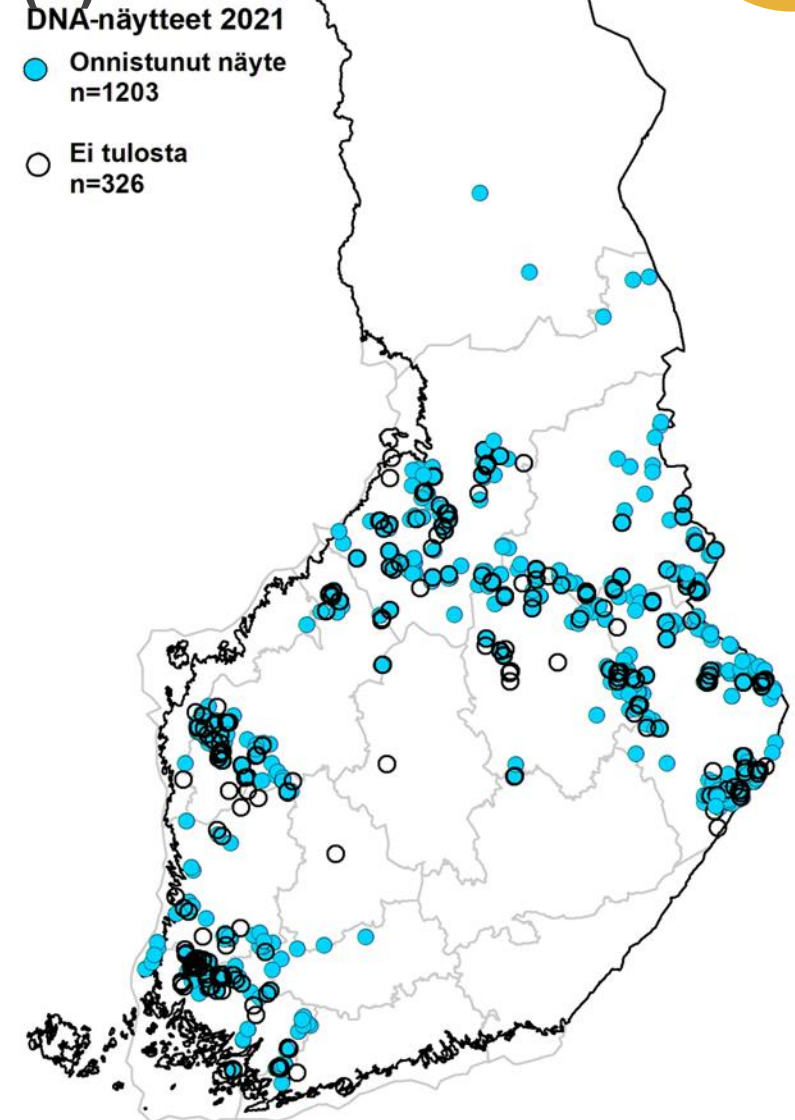 DNA-näytteet 2021
Onnistunut näyte
n=1203
Ei tulosta
n=326